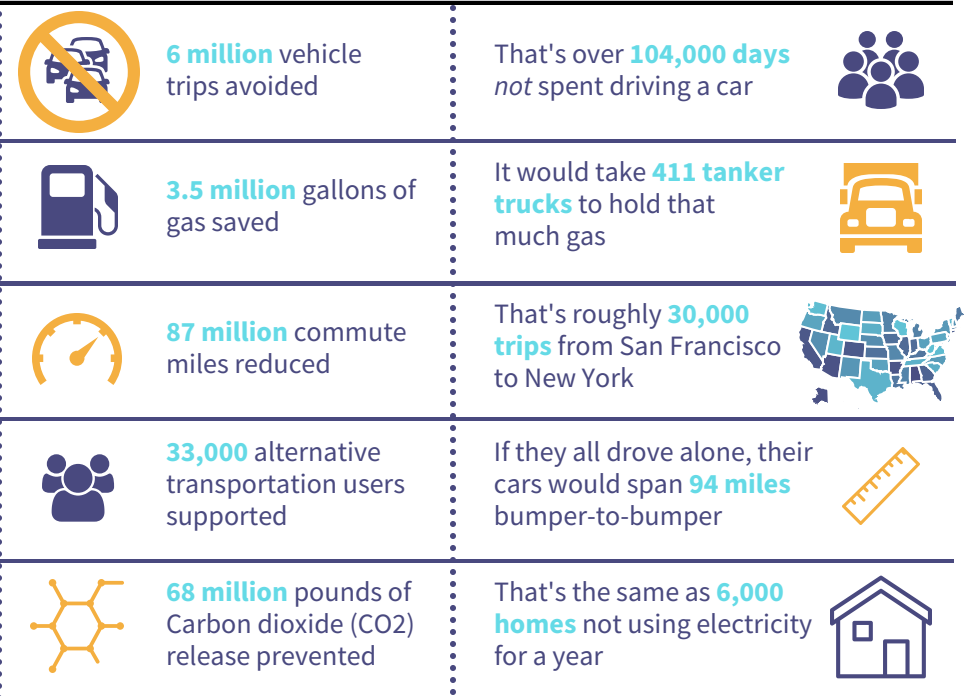 6 million vehicle
trips avoided
That's over 104,000 days
not spent driving a car
3.5 million gallons of
gas saved
It would take 411 tanker
trucks to hold that
much gas
87 million commute
miles reduced
That's roughly 30,000
trips from San Francisco
to New York
33,000 alternative
transportation users
supported
If they all drove alone, their
cars would span 94 miles
bumper-to-bumper
68 million pounds of
Carbon dioxide (CO2)
release prevented
That's the same as 6,000
homes not using electricity
for a year